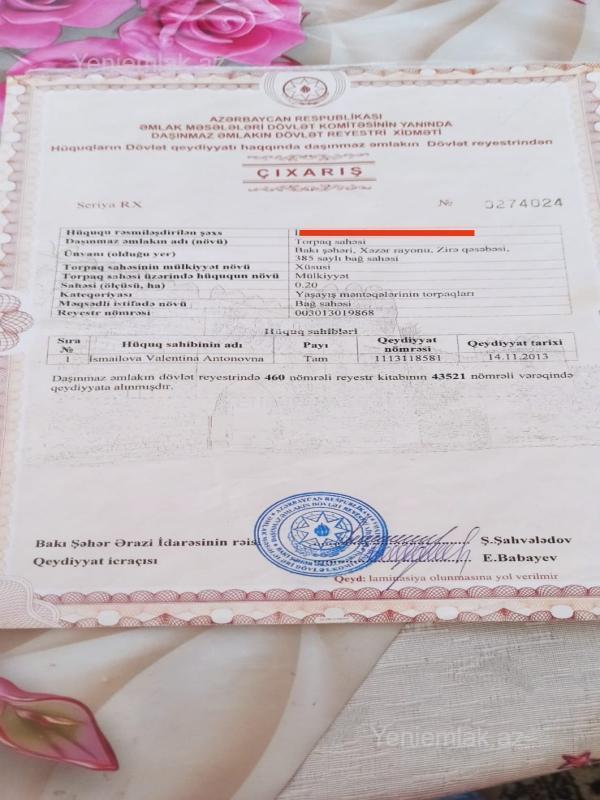 Yeniemlak.az
AZƏRBAYCAN RESPUBLİKASI
ƏMLAK MƏSƏLƏLƏRİ DÖVLƏT KOMİTƏSİNİN YANINDA
DAŞINMAZ ƏMLAKIN DÖVLƏT REYESTRİ XİDMƏTİ
Hüquqların Dövlət qeydiyyatı haqqında daşınmaz əmlakın Dövlət reyestrindən
ÇIXARIŞ
Seriya RX № 0274024
Hüququ rəsmiləşdirilən şəxs
Daşınmaz əmlakın adı (növü) Torpaq sahəsi
Ünvanı (olduğu yer) Bakı şəhəri, Xəzər rayonu, Zirə qəsəbəsi,
385 saylı bağ sahəsi
Torpaq sahəsinin mülkiyyət növü Xüsusi
Torpaq sahəsi üzərində hüququn növü Mülkiyyət
Sahəsi (ölçüsü, ha) 0.20
Kateqoriyası Yaşayış məntəqələrinin torpaqları
Məqsədli istifadə növü Bağ sahəsi
Reyestr nömrəsi 003013019868
Hüquq sahibləri
Sıra № Hüquq sahibinin adı Payı Qeydiyyat nömrəsi Qeydiyyat tarixi
1 İsmailova Valentina Antonovna Tam 1113118581 14.11.2013
Daşınmaz əmlakın dövlət reyestrində 460 nömrəli reyestr kitabının 43521 nömrəli vərəqində
qeydiyyata alınmışdır.
Bakı Şəhər Ərazi İdarəsinin rəisi Ş.Şahvələdov
Qeydiyyat icraçısı E.Babayev
Qeyd: laminasiya olunmasına yol verilmir
Yeniemlak.az